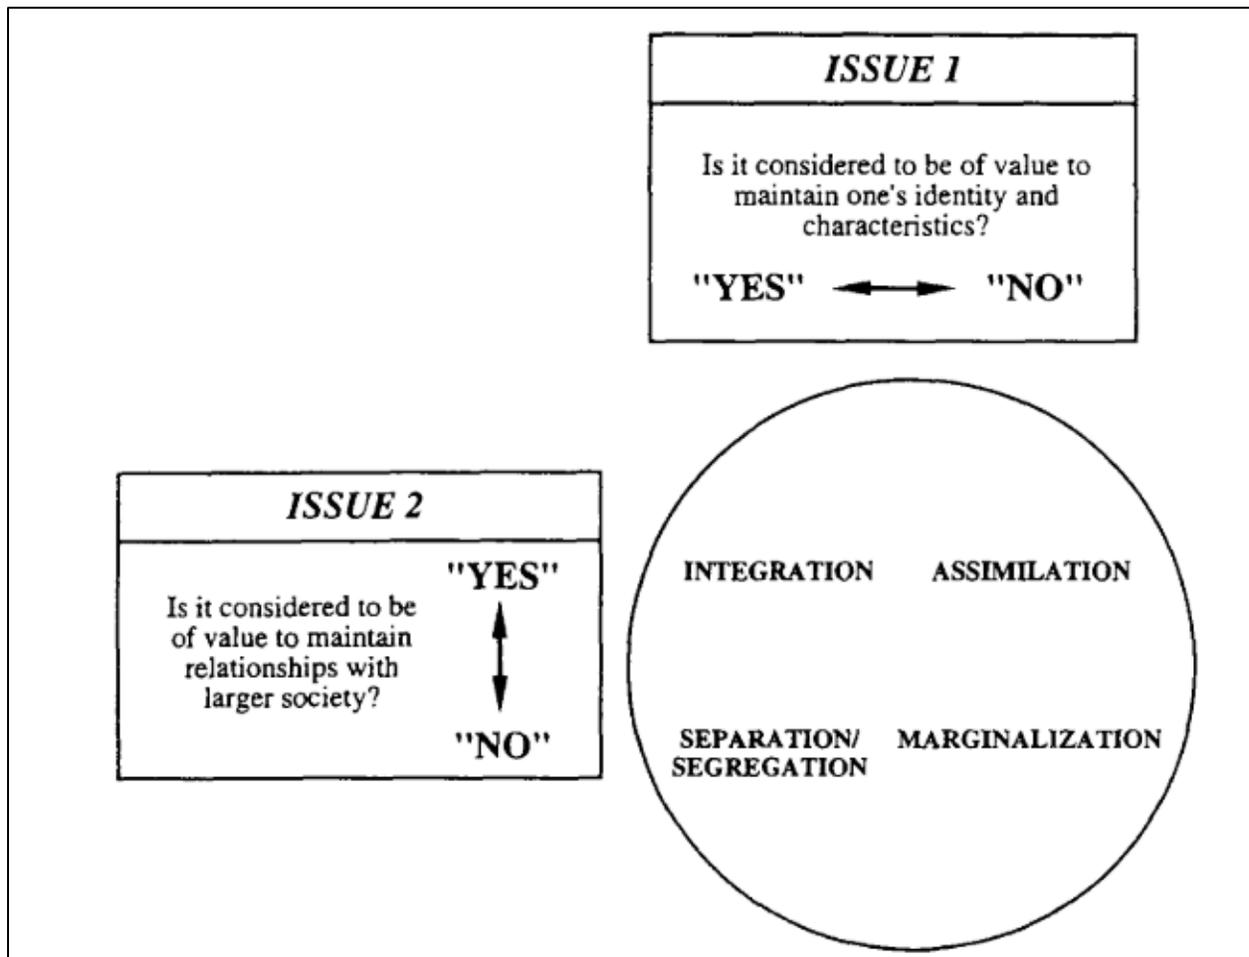 ISSUE 1
Is it considered to be of value to
maintain one's identity and
characteristics?
"YES" "NO"
ISSUE 2
"YES"
Is it considered to be
of value to maintain
relationships with
larger society?
"NO"
INTEGRATION ASSIMILATION
SEPARATION/ MARGINALIZATION
SEGREGATION